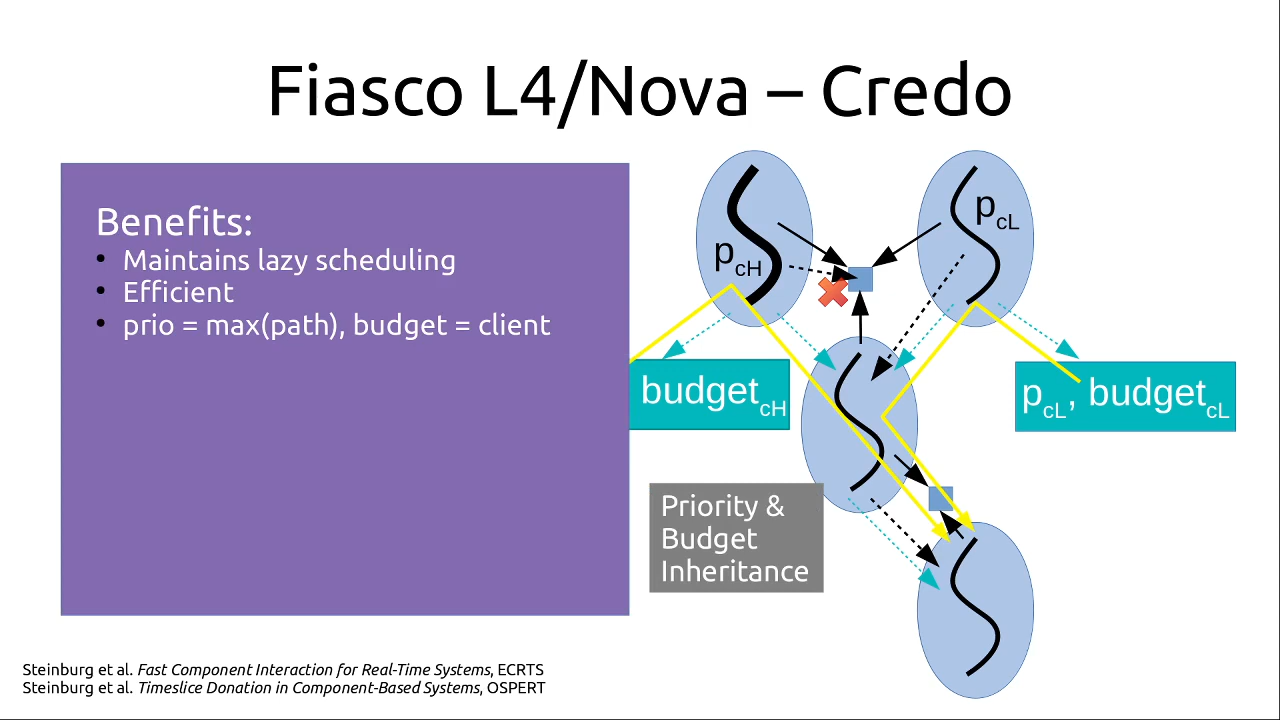 Fiasco L4/Nova – Credo
Benefits:
• Maintains lazy scheduling
• Efficient
• prio = max(path), budget = client
pcH
pcL
budgetcH
pcL, budgetcL
Priority &
Budget
Inheritance
Steinburg et al. Fast Component Interaction for Real-Time Systems, ECRTS
Steinburg et al. Timeslice Donation in Component-Based Systems, OSPERT